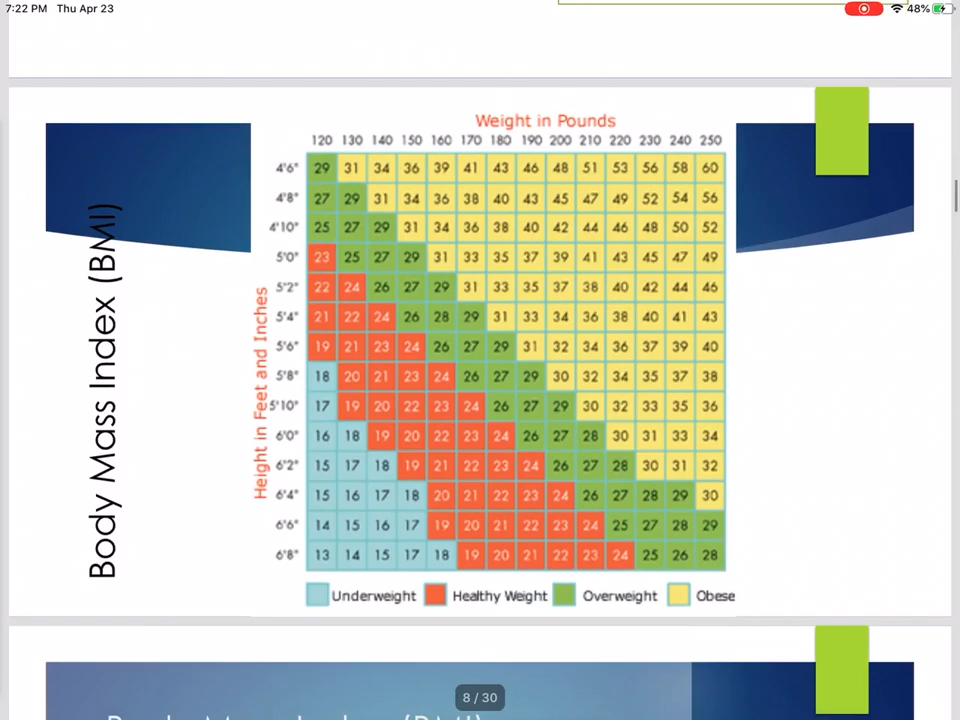 7:22 PM Thu Apr 23
48%
Body Mass Index (BMI)
Weight in Pounds
120 130 140 150 160 170 180 190 200 210 220 230 240 250
Height in Feet and Inches
4'6" 29 31 34 36 39 41 43 46 48 51 53 56 58 60
4'8" 27 29 31 34 36 38 40 43 45 47 49 52 54 56
4'10" 25 27 29 31 34 36 38 40 42 44 46 48 50 52
5'0" 23 25 27 29 31 33 35 37 39 41 43 45 47 49
5'2" 22 24 26 27 29 31 33 35 37 38 40 42 44 46
5'4" 21 22 24 26 28 29 31 33 34 36 38 40 41 43
5'6" 19 21 23 24 26 27 29 31 32 34 36 37 39 40
5'8" 18 20 21 23 24 26 27 29 30 32 34 35 37 38
5'10" 17 19 20 22 23 24 26 27 29 30 32 33 35 36
6'0" 16 18 19 20 22 23 24 26 27 28 30 31 33 34
6'2" 15 17 18 19 21 22 23 24 26 27 28 30 31 32
6'4" 15 16 17 18 20 21 22 23 24 26 27 28 29 30
6'6" 14 15 16 17 19 20 21 22 23 24 25 27 28 29
6'8" 13 14 15 17 18 19 20 21 22 23 24 25 26 28
Underweight Healthy Weight Overweight Obese
8 / 30